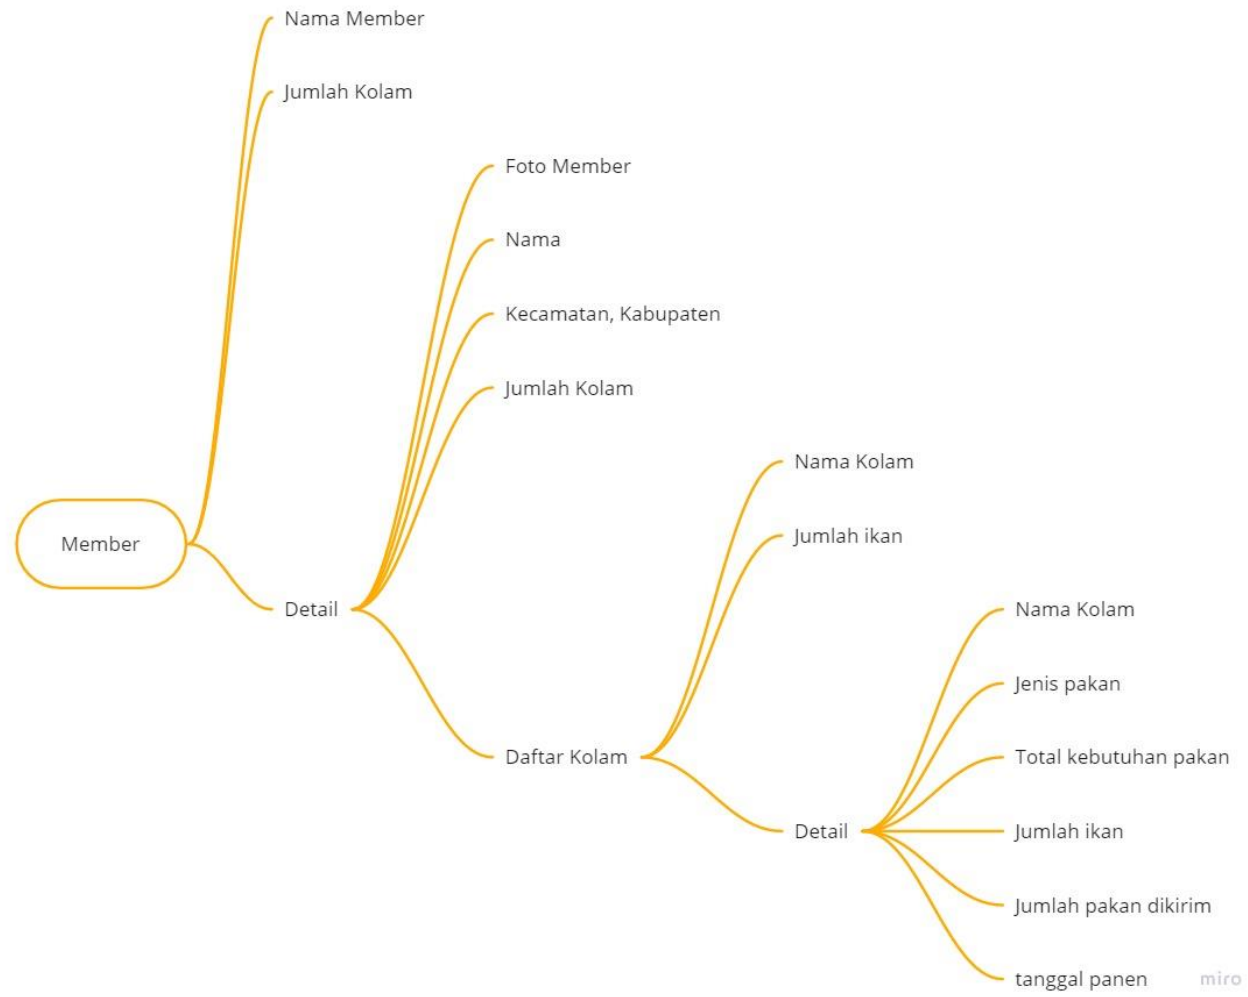 Nama Member
Jumlah Kolam
Foto Member
Nama
Kecamatan, Kabupaten
Jumlah Kolam
Nama Kolam
Jumlah ikan
Member
Detail
Nama Kolam
Jenis pakan
Daftar Kolam
Total kebutuhan pakan
Detail
Jumlah ikan
Jumlah pakan dikirim
tanggal panen
miro